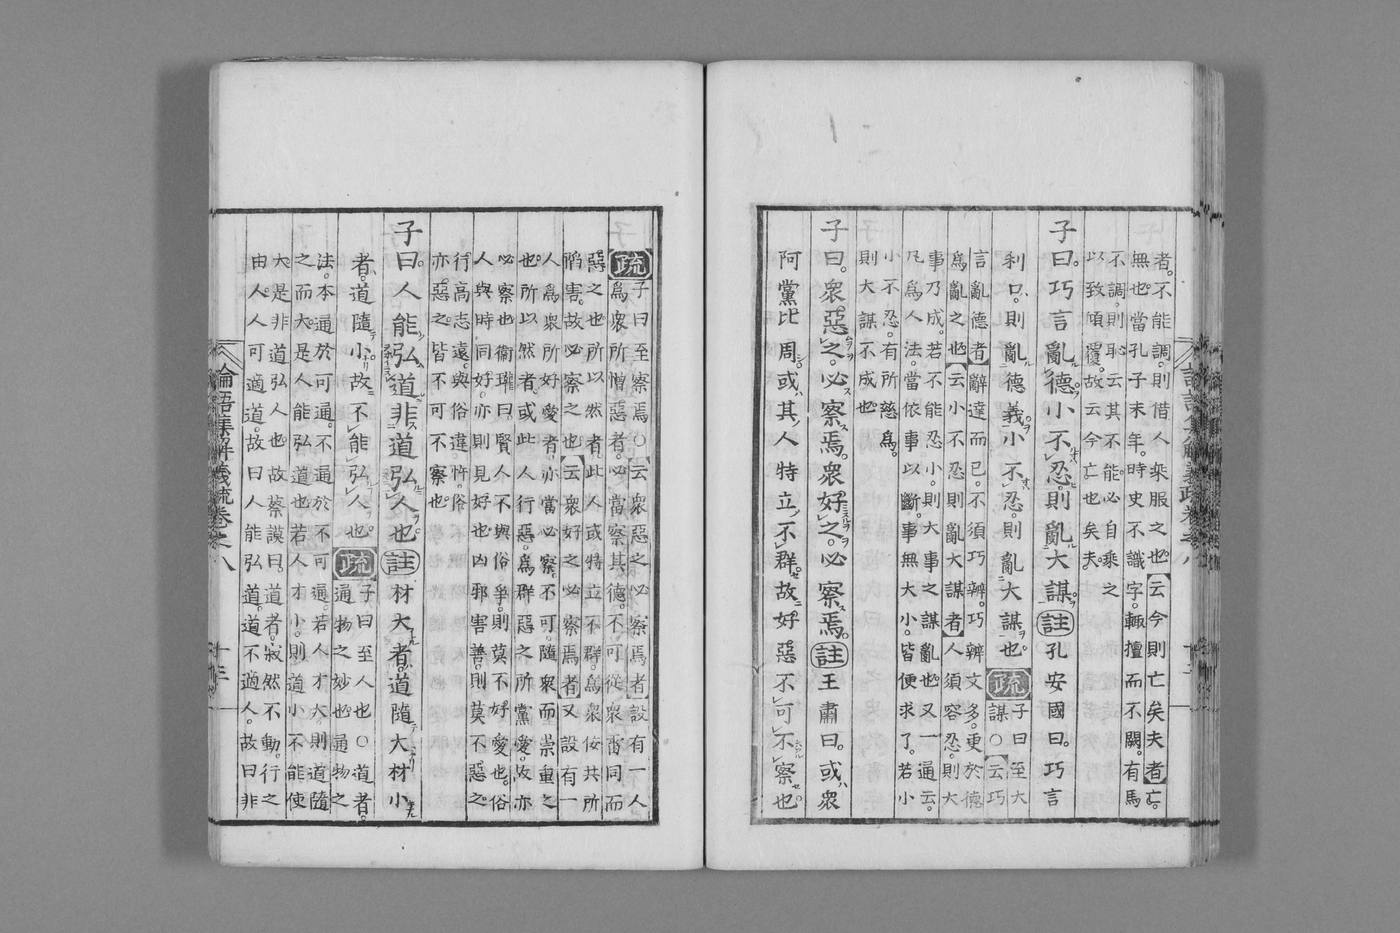 者。不能調。則借人乘服之也【云今則亡矣夫者】亡。
無也。當孔子末年。時史不識字。輙擅而不闕。有馬
不調。則恥云其不能。必自乘之
以致傾覆。故云今亡也矣夫
子曰。巧言亂德小不忍。則亂大謀註孔安國曰。巧言
利口。則亂德義。小不忍。則亂大謀也。疏子曰至大
謀〇【云巧
言亂德者】辭達而已。不須巧辨。巧辨文多。更於德
爲亂之也【云小不忍則亂大謀者】人須容忍。則大
事乃成。若不能忍小。則大事之謀亂也。又一通云。
凡爲人法。當依事以斷。事無大小。皆便求了。若小
小不忍。有所慈爲。
則大謀不成也
子曰。衆惡之。必察焉。衆好之。必察焉。註王肅曰。或衆
阿黨比周。或其人特立不群。故好惡不可不察也。
疏子曰至察焉〇【云衆惡之必察焉者】設有一人
爲衆所憎惡者。必當察其德。不可從衆雷同而
惡之也。所以然者。此人或特立不群。爲衆佞共所
陷害。故必察之也【云衆好之必察焉者】又設有一
人爲衆所好愛者。亦當必察。不可隨衆而崇重之
也。所以然者。或此人行惡。爲群惡之所黨愛。故亦
必察也衞瓘曰賢人不與俗爭。則莫不好愛也。俗
人與時同好。亦則見好也凶邪害善。則莫不惡之
行高志遠。與俗違忤。俗
亦惡之。皆不可不察也
子曰。人能弘道。非道弘人也。註材大者。道隨大材小
者。道隨小。故不能弘人也。疏子曰至人也〇道者。
通物之妙也。通物之
法。本通於可通。不通於不可通。若人才大。則道隨
之而大。是人能弘道也若人才小。則道小不能使
大。是非道弘人也故蔡謨曰道者。寂然不動。行之
由人。人可適道。故曰人能弘道。道不適人。故曰非
論語集解義疏卷之八 十三